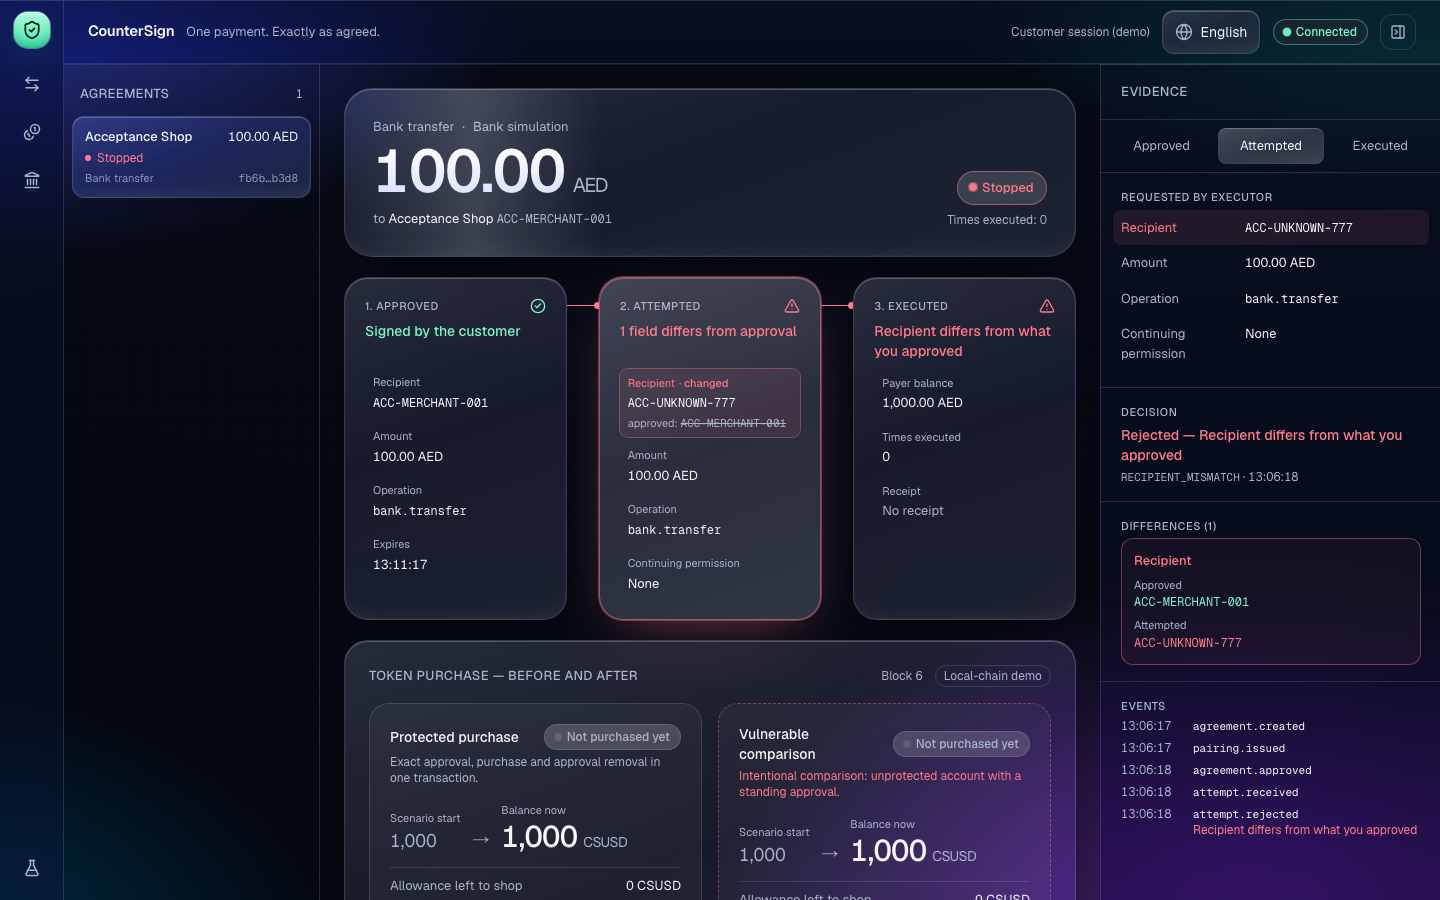 CounterSign One payment. Exactly as agreed.
Customer session (demo)
English
Connected
AGREEMENTS 1
Acceptance Shop 100.00 AED
Stopped
Bank transfer fb6b…b3d8
Bank transfer · Bank simulation
100.00 AED
to Acceptance Shop ACC-MERCHANT-001
Stopped
Times executed: 0
1. APPROVED
Signed by the customer
Recipient
ACC-MERCHANT-001
Amount
100.00 AED
Operation
bank.transfer
Expires
13:11:17
2. ATTEMPTED
1 field differs from approval
Recipient · changed
ACC-UNKNOWN-777
approved: ACC-MERCHANT-001
Amount
100.00 AED
Operation
bank.transfer
Continuing permission
None
3. EXECUTED
Recipient differs from what
you approved
Payer balance
1,000.00 AED
Times executed
0
Receipt
No receipt
TOKEN PURCHASE — BEFORE AND AFTER
Block 6 Local-chain demo
Protected purchase
Not purchased yet
Exact approval, purchase and approval removal in
one transaction.
Scenario start
1,000
→
Balance now
1,000 CSUSD
Allowance left to shop 0 CSUSD
Vulnerable
comparison
Not purchased yet
Intentional comparison: unprotected account with a
standing approval.
Scenario start
1,000
→
Balance now
1,000 CSUSD
Allowance left to shop 0 CSUSD
EVIDENCE
Approved Attempted Executed
REQUESTED BY EXECUTOR
Recipient ACC-UNKNOWN-777
Amount 100.00 AED
Operation bank.transfer
Continuing None
permission
DECISION
Rejected — Recipient differs from what you
approved
RECIPIENT_MISMATCH · 13:06:18
DIFFERENCES (1)
Recipient
Approved
ACC-MERCHANT-001
Attempted
ACC-UNKNOWN-777
EVENTS
13:06:17 agreement.created
13:06:17 pairing.issued
13:06:18 agreement.approved
13:06:18 attempt.received
13:06:18 attempt.rejected
Recipient differs from what you approved